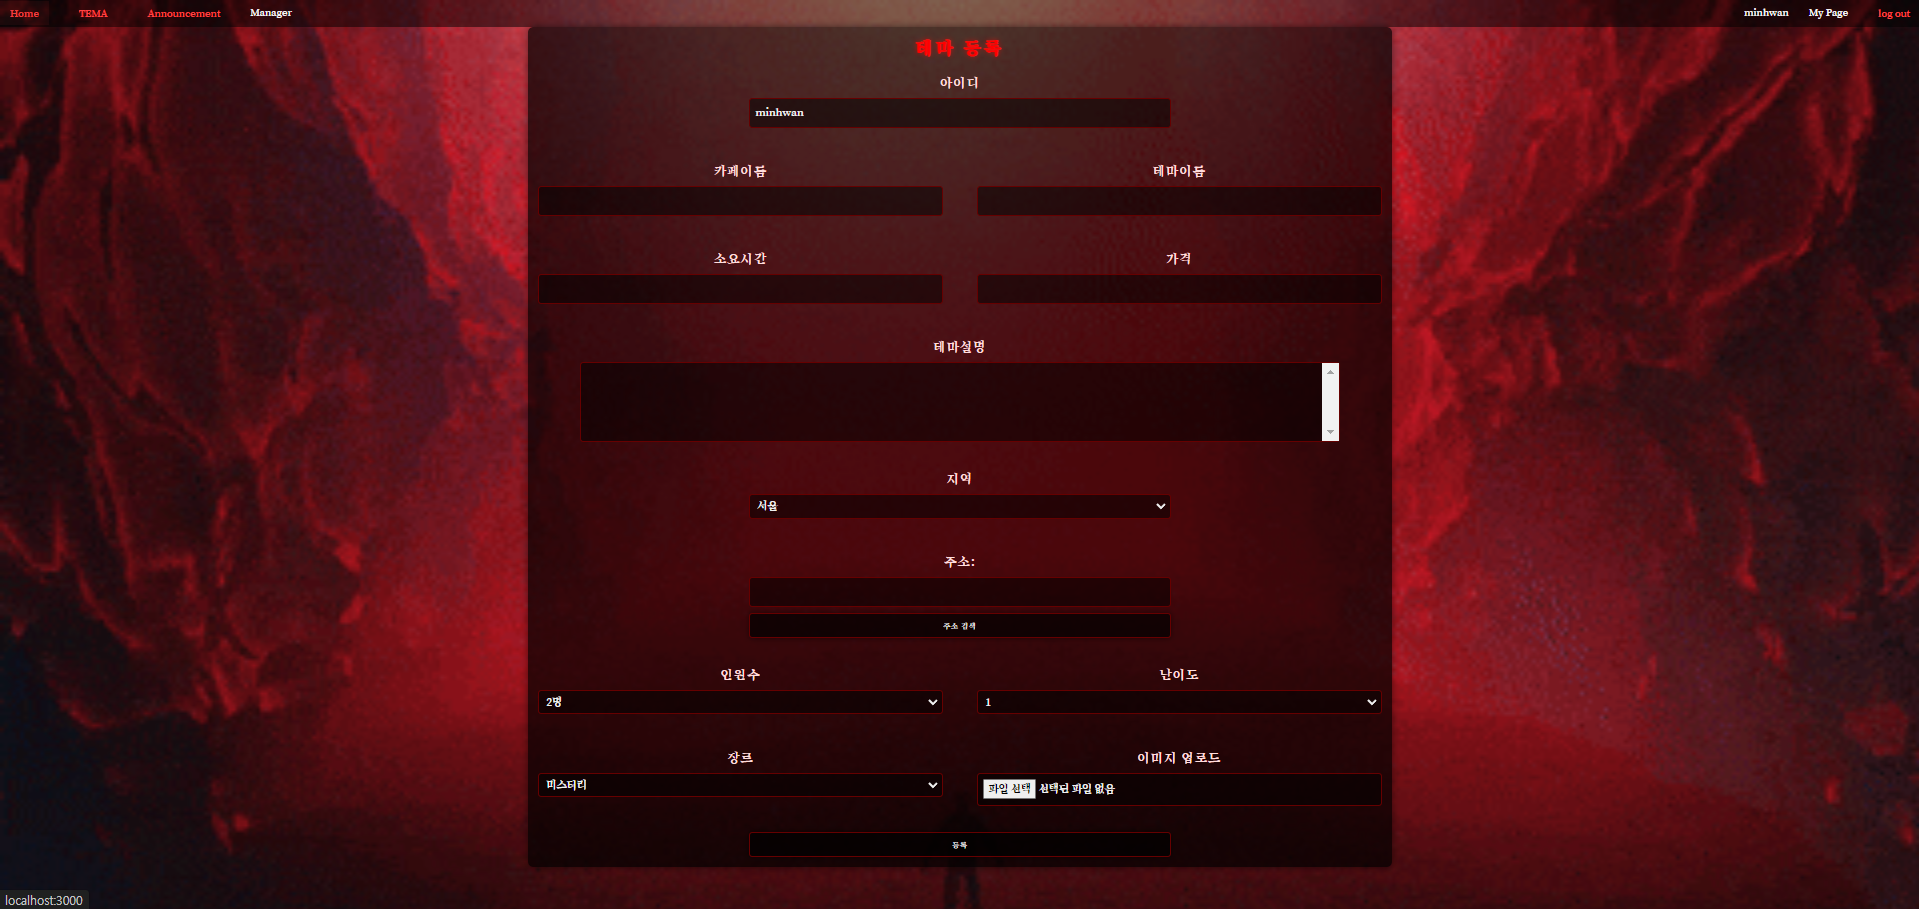 Home TEMA Announcement Manager minhwan My Page log out
테마 등록
아이디
minhwan
카페이름 테마이름
소요시간 가격
테마설명
지역
서울
주소:
주소 검색
인원수 난이도
2명 1
장르 이미지 업로드
미스터리 파일 선택 선택된 파일 없음
등록
localhost:3000